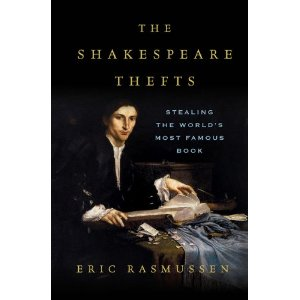 THE
SHAKESPEARE
THEFTS
STEALING
THE WORLD'S
MOST FAMOUS
BOOK
ERIC RASMUSSEN